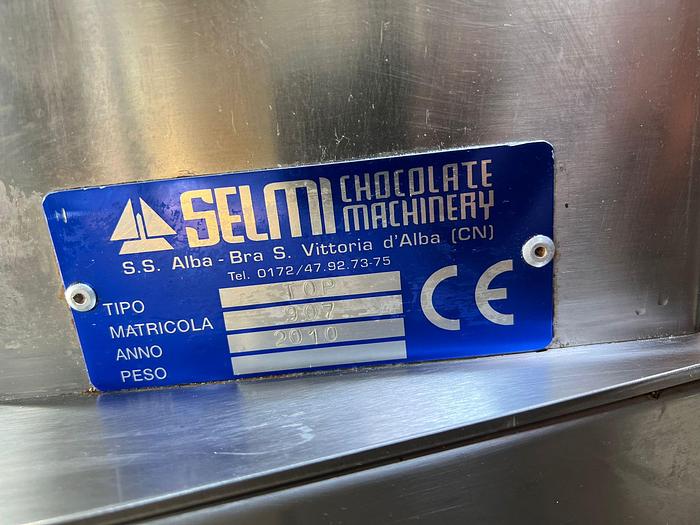 SELMI CHOCOLATE MACHINERY
S.S. Alba - Bra S. Vittoria d'Alba (CN)
Tel. 0172/47.92.73-75
TIPO TOP
MATRICOLA 907
ANNO 2010
PESO
CE